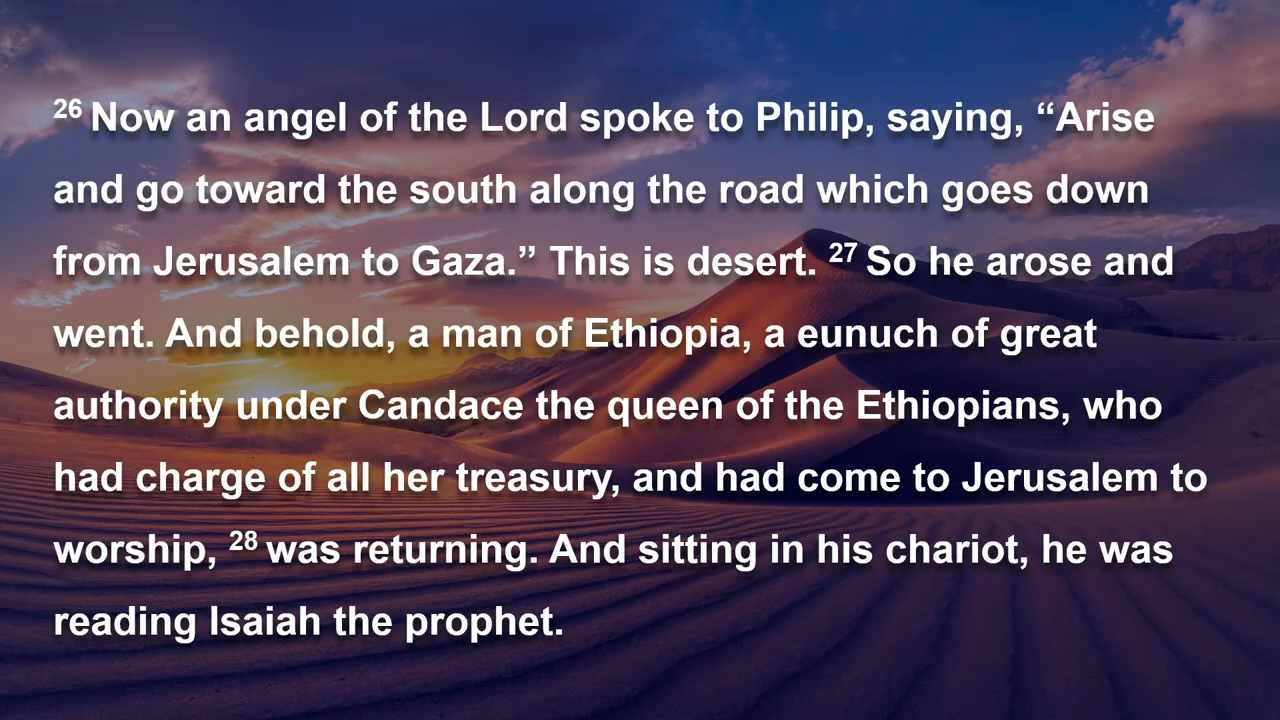 26 Now an angel of the Lord spoke to Philip, saying, “Arise
and go toward the south along the road which goes down
from Jerusalem to Gaza.” This is desert. 27 So he arose and
went. And behold, a man of Ethiopia, a eunuch of great
authority under Candace the queen of the Ethiopians, who
had charge of all her treasury, and had come to Jerusalem to
worship, 28 was returning. And sitting in his chariot, he was
reading Isaiah the prophet.